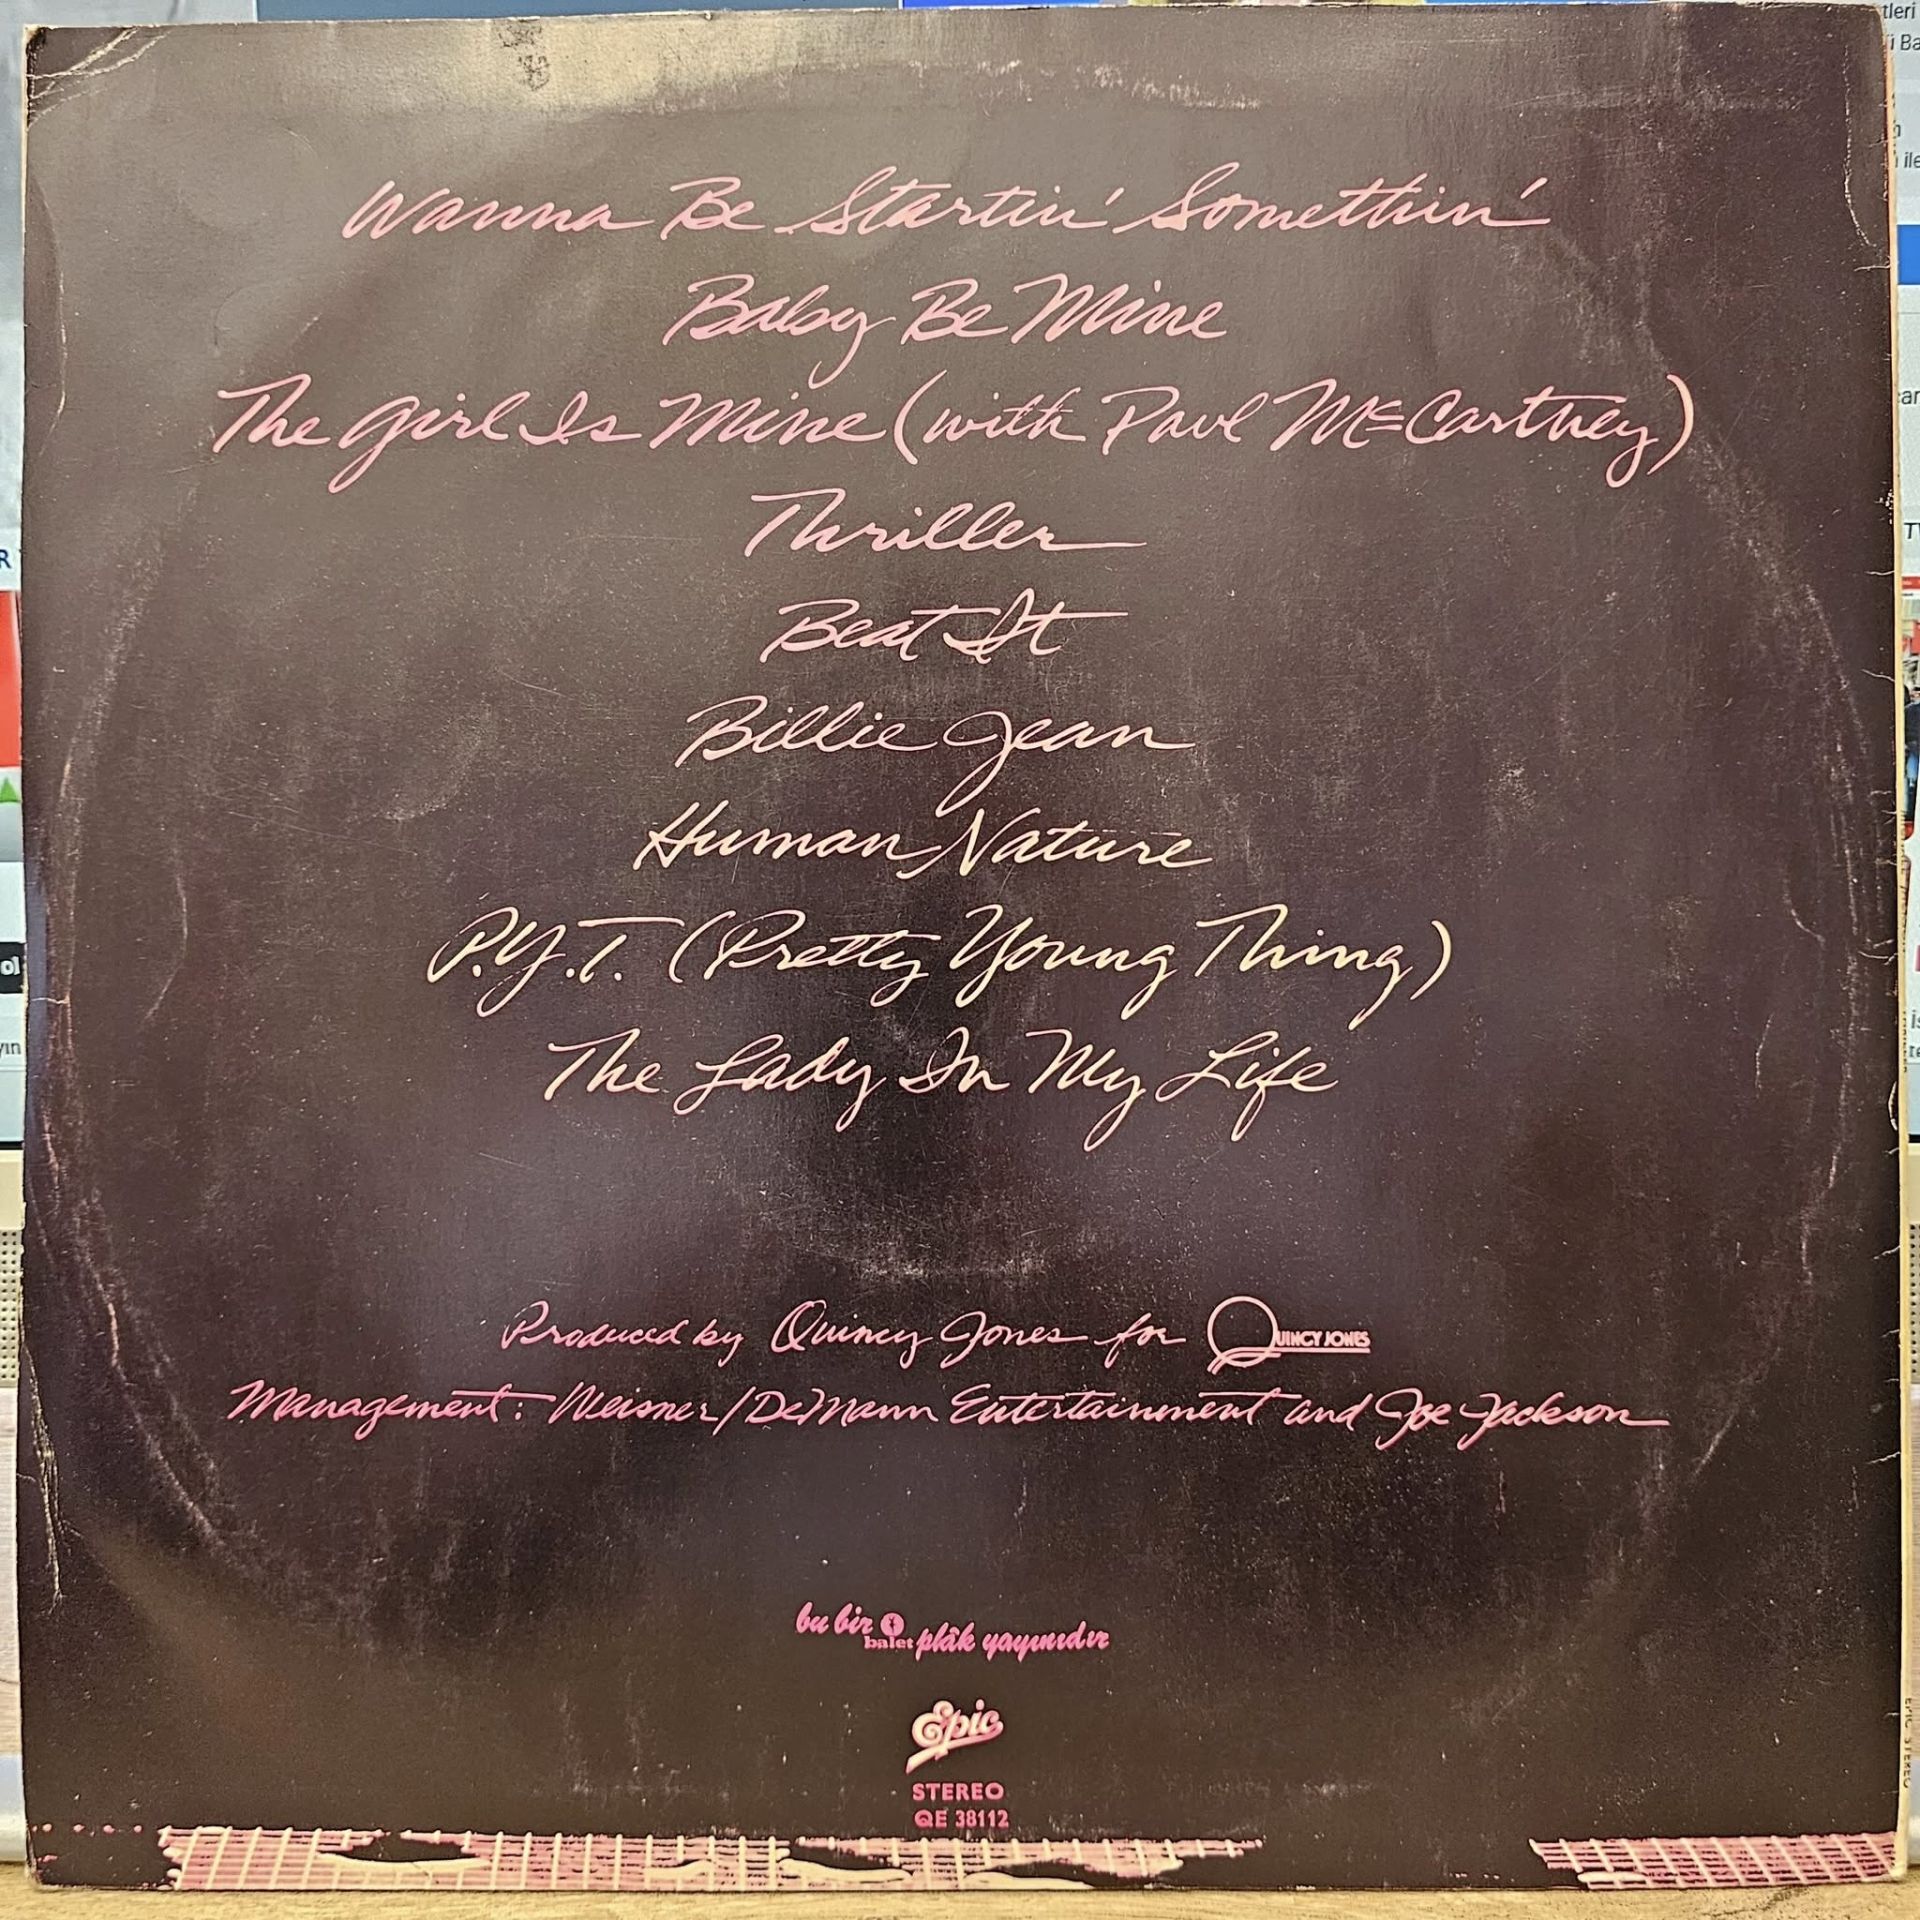 Wanna Be Startin' Somethin'
Baby Be Mine
The Girl Is Mine (with Paul McCartney)
Thriller
Beat It
Billie Jean
Human Nature
P.Y.T. (Pretty Young Thing)
The Lady In My Life
Produced by Quincy Jones for QUINCY JONES
Management: Weisner/DeMann Entertainment and Joe Jackson
bu bir balet plâk yayınıdır
Epic
STEREO
QE 38112